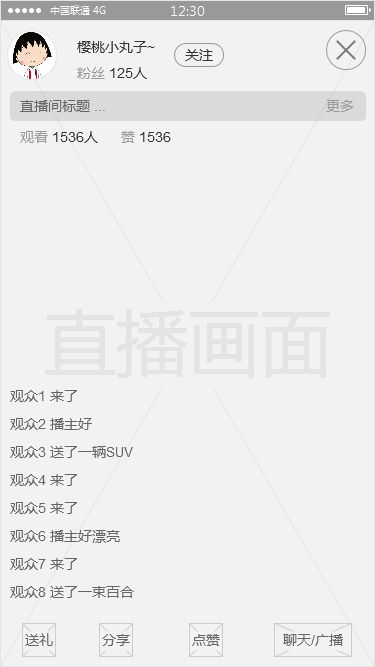 中国联通 4G 12:30
樱桃小丸子~ 关注
粉丝 125人
直播间标题 ... 更多
观看 1536人 赞 1536
直播画面
观众1 来了
观众2 播主好
观众3 送了一辆SUV
观众4 来了
观众5 来了
观众6 播主好漂亮
观众7 来了
观众8 送了一束百合
送礼 分享 点赞 聊天/广播